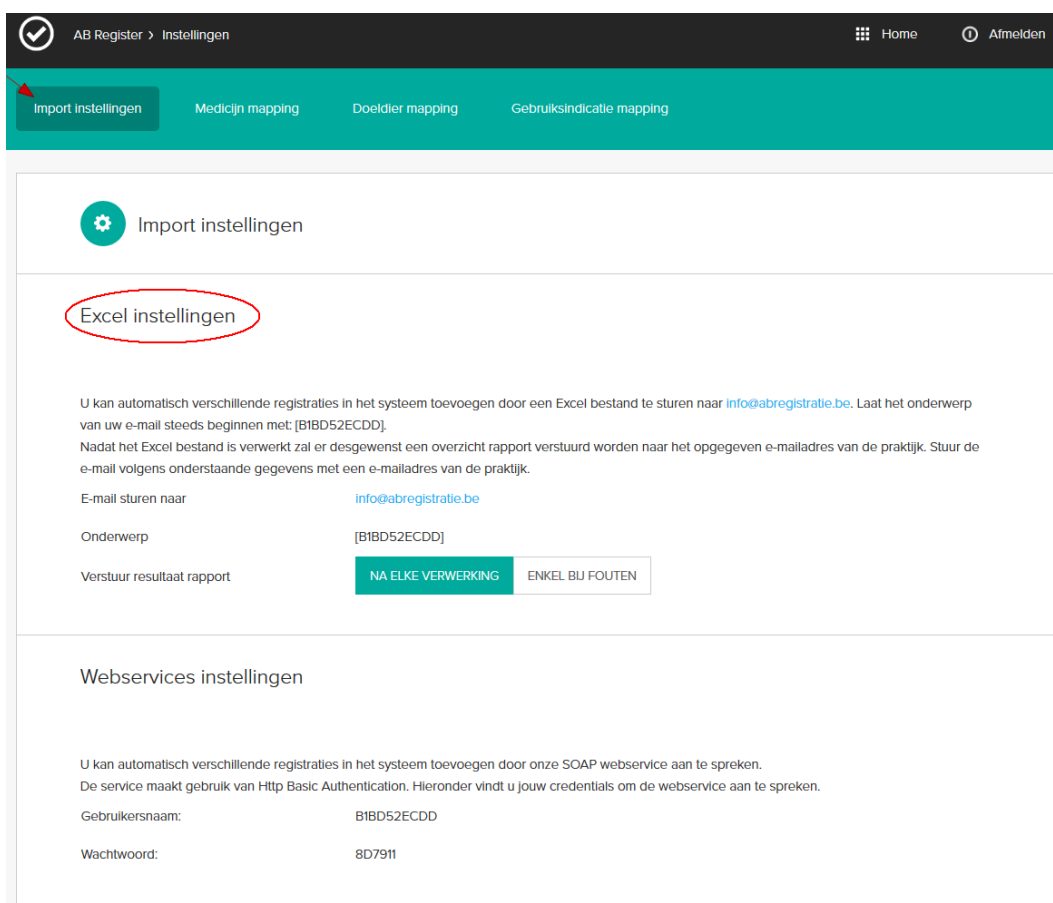 AB Register > Instellingen
Home
Afmelden
Import instellingen
Medicijn mapping
Doeldier mapping
Gebruiksindicatie mapping
Import instellingen
Excel instellingen
U kan automatisch verschillende registraties in het systeem toevoegen door een Excel bestand te sturen naar info@abregistratie.be. Laat het onderwerp
van uw e-mail steeds beginnen met: [B1BD52ECDD].
Nadat het Excel bestand is verwerkt zal er desgewenst een overzicht rapport verstuurd worden naar het opgegeven e-mailadres van de praktijk. Stuur de
e-mail volgens onderstaande gegevens met een e-mailadres van de praktijk.
E-mail sturen naar info@abregistratie.be
Onderwerp [B1BD52ECDD]
Verstuur resultaat rapport NA ELKE VERWERKING ENKEL BIJ FOUTEN
Webservices instellingen
U kan automatisch verschillende registraties in het systeem toevoegen door onze SOAP webservice aan te spreken.
De service maakt gebruik van Http Basic Authentication. Hieronder vindt u jouw credentials om de webservice aan te spreken.
Gebruikersnaam: B1BD52ECDD
Wachtwoord: 8D7911